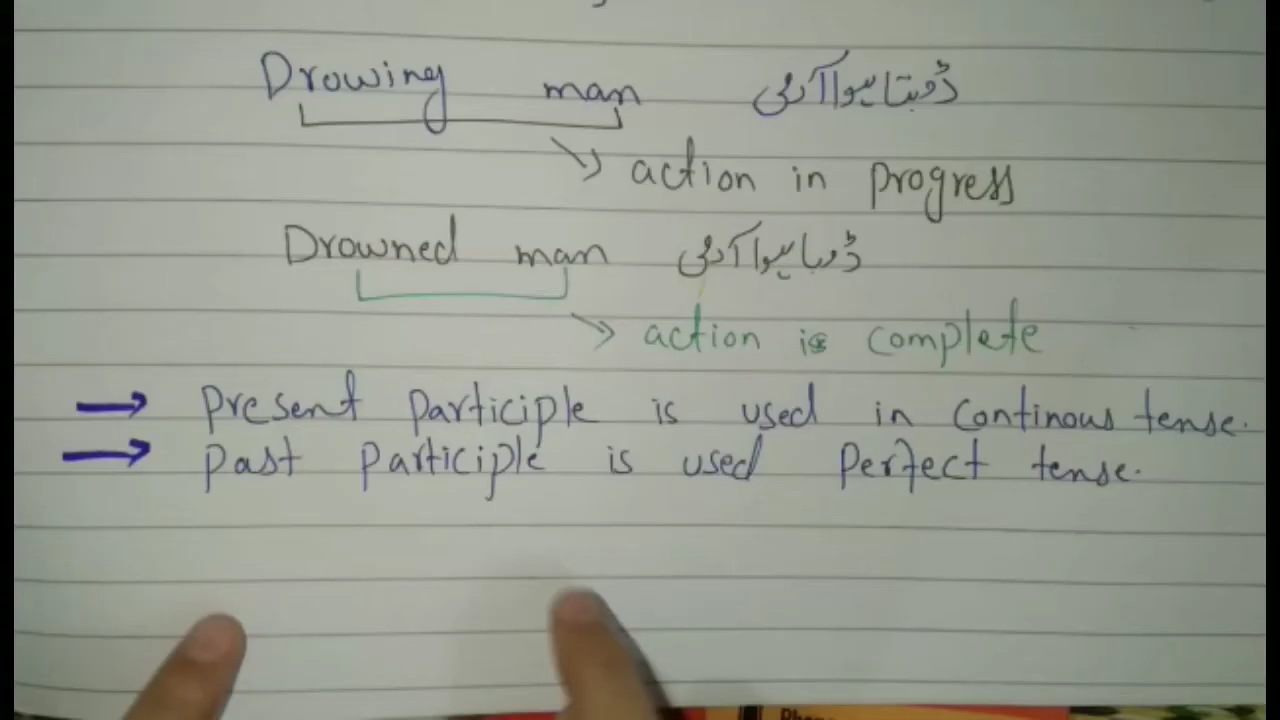 Drowing man ڈوبتا ہوا آدمی
action in progress
Drowned man ڈوبا ہوا آدمی
action is complete
→ Present participle is used in continous tense.
→ Past participle is used Perfect tense.